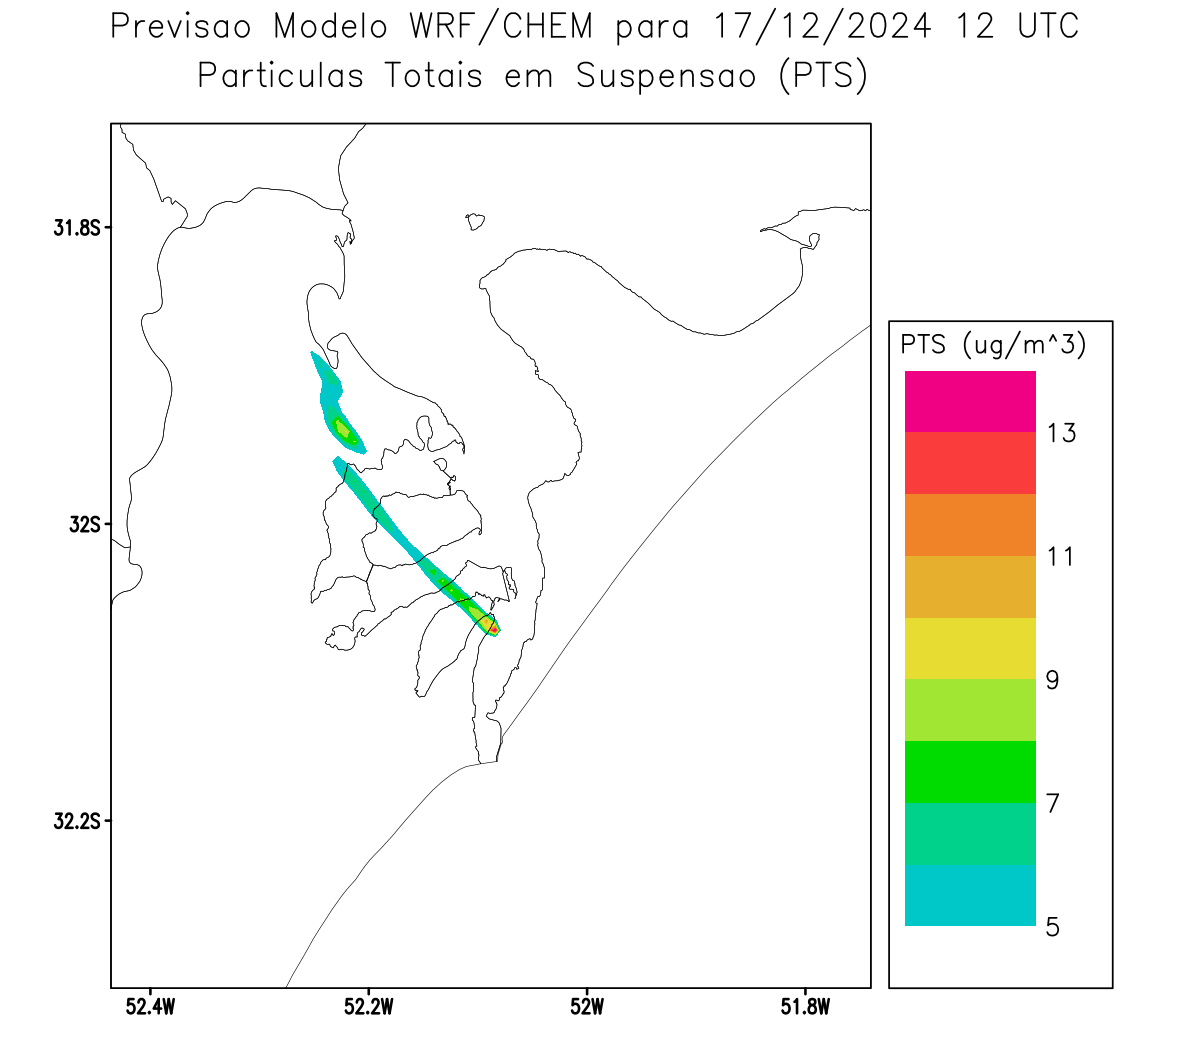 Previsao Modelo WRF/CHEM para 17/12/2024 12 UTC
Particulas Totais em Suspensao (PTS)
31.8S
32S
32.2S
52.4W 52.2W 52W 51.8W
PTS (ug/m^3)
13
11
9
7
5